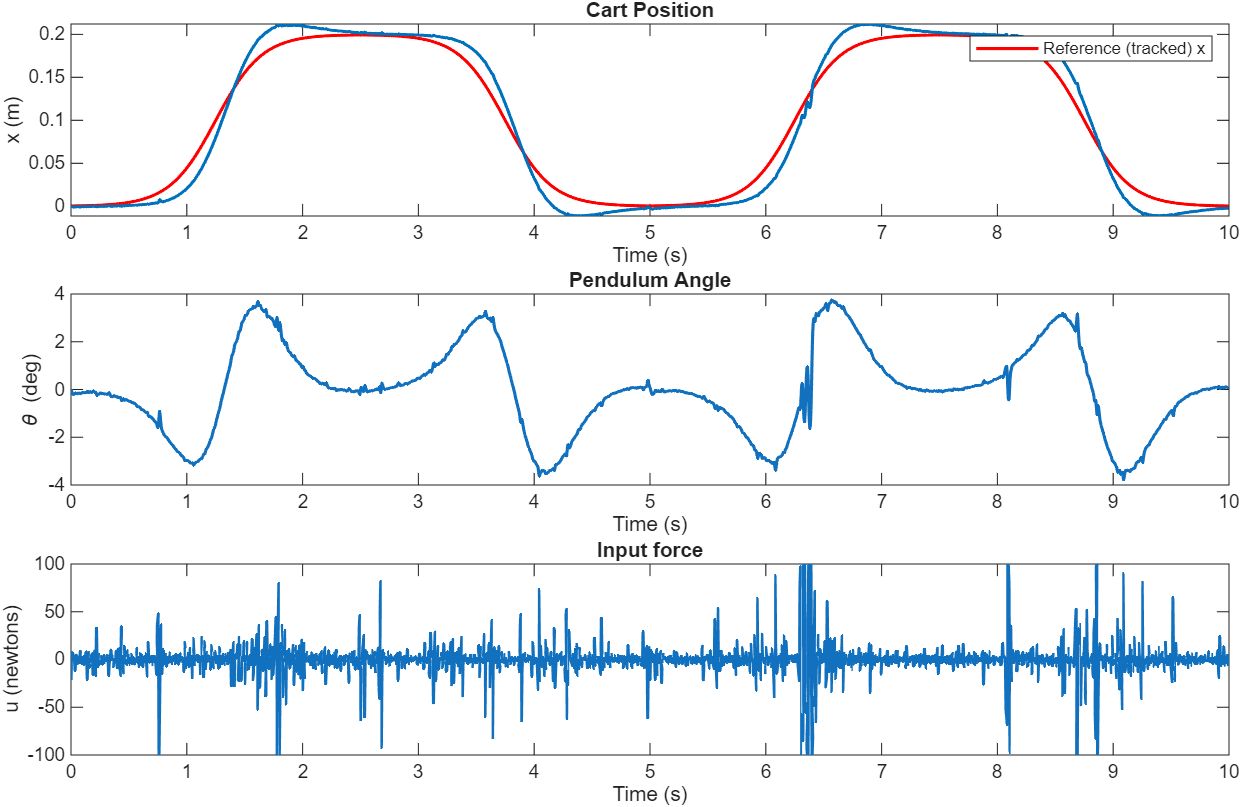 Cart Position
0.2
0.15
0.1
0.05
0
x (m)
Reference (tracked) x
0 1 2 3 4 5 6 7 8 9 10
Time (s)
Pendulum Angle
4
2
0
-2
-4
θ (deg)
0 1 2 3 4 5 6 7 8 9 10
Time (s)
Input force
100
50
0
-50
-100
u (newtons)
0 1 2 3 4 5 6 7 8 9 10
Time (s)